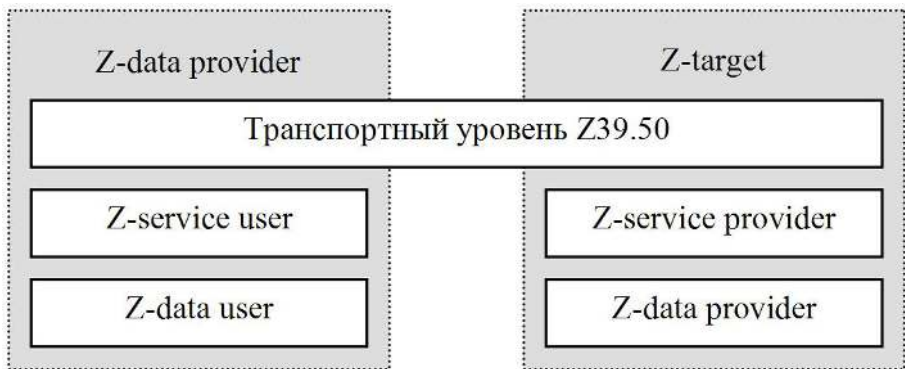 Z-data provider
Z-target
Транспортный уровень Z39.50
Z-service user
Z-service provider
Z-data user
Z-data provider